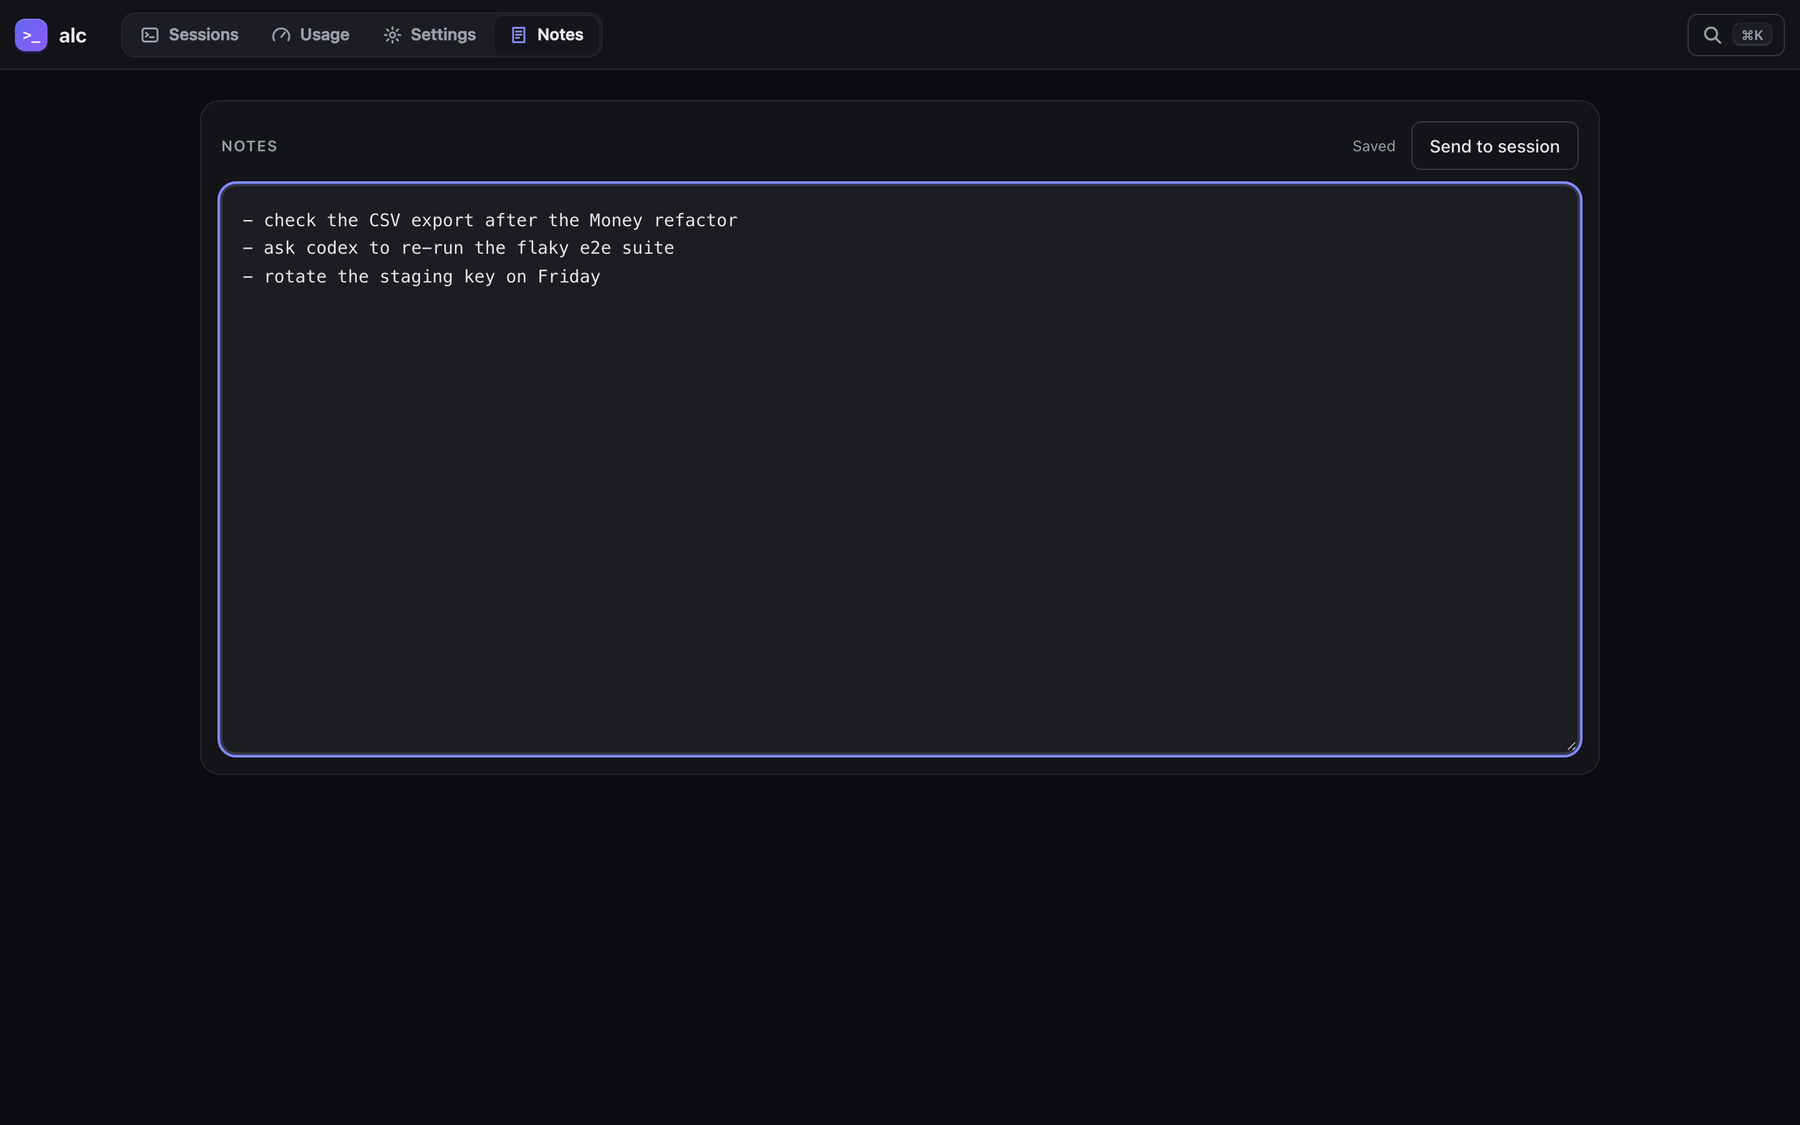 >_ alc
Sessions
Usage
Settings
Notes
⌘K
NOTES
Saved
Send to session
– check the CSV export after the Money refactor
– ask codex to re–run the flaky e2e suite
– rotate the staging key on Friday